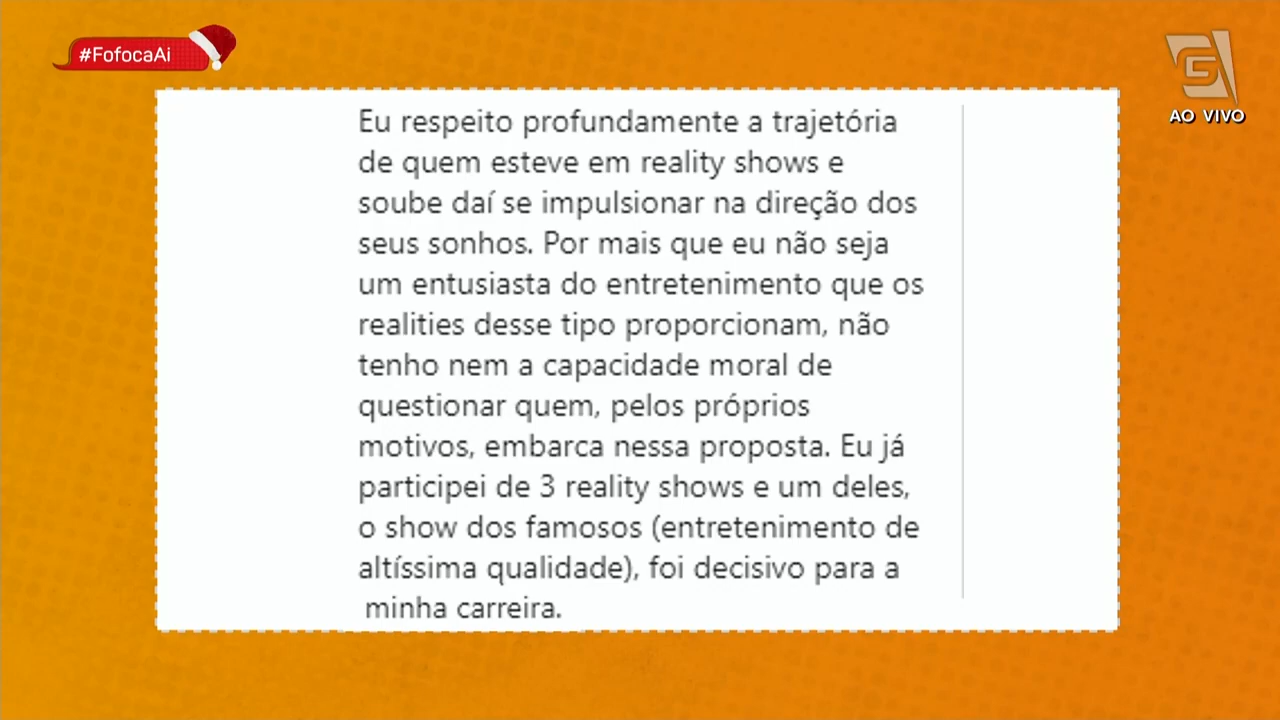 #FofocaAi
G
AO VIVO
Eu respeito profundamente a trajetória
de quem esteve em reality shows e
soube daí se impulsionar na direção dos
seus sonhos. Por mais que eu não seja
um entusiasta do entretenimento que os
realities desse tipo proporcionam, não
tenho nem a capacidade moral de
questionar quem, pelos próprios
motivos, embarca nessa proposta. Eu já
participei de 3 reality shows e um deles,
o show dos famosos (entretenimento de
altíssima qualidade), foi decisivo para a
minha carreira.